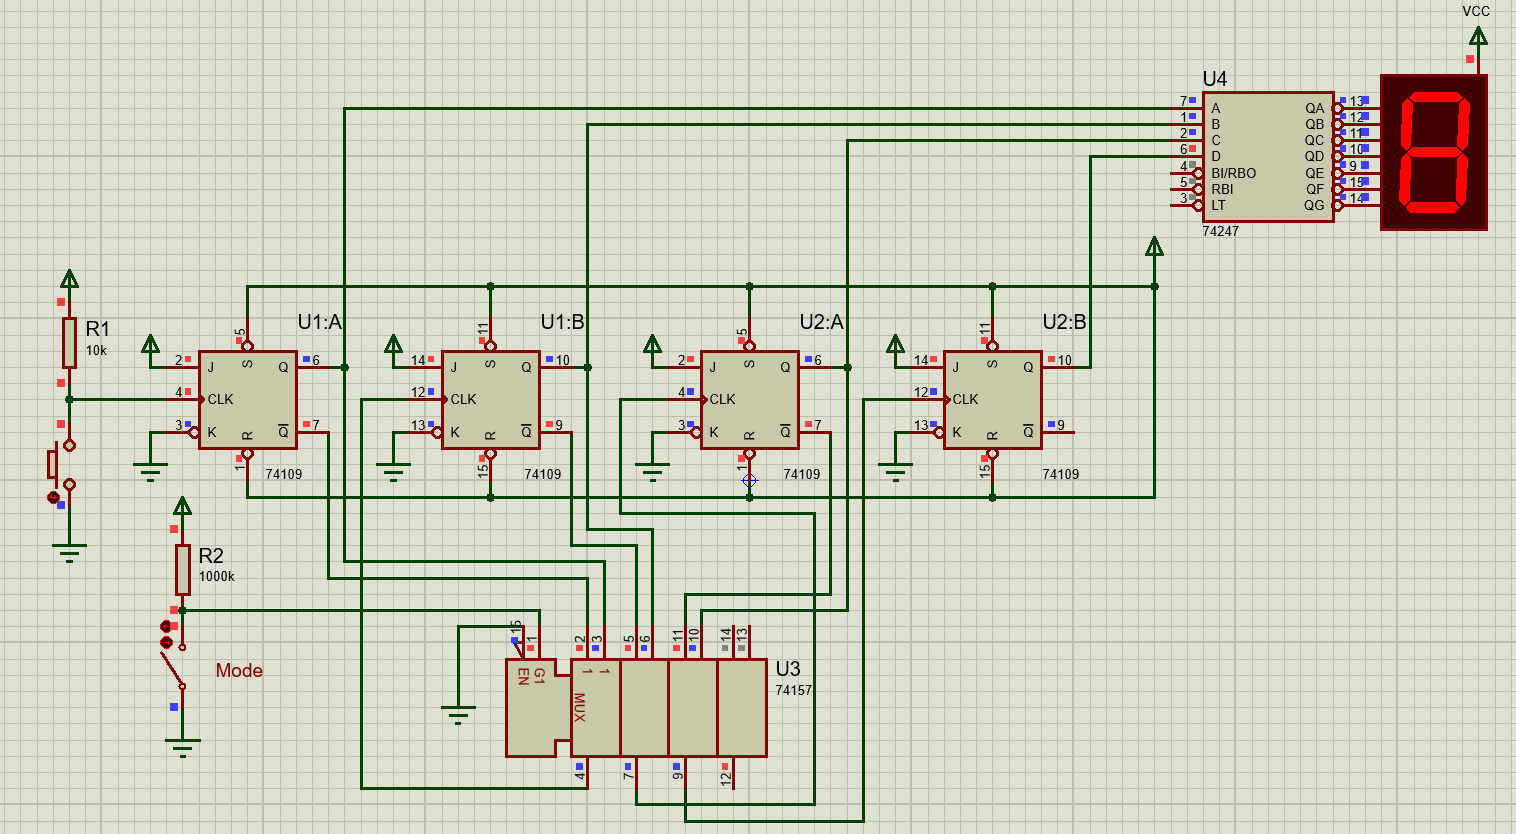 VCC
U4
7 A QA 13
1 B QB 12
2 C QC 11
6 D QD 10
4 BI/RBO QE 9
5 RBI QF 15
3 LT QG 14
74247
R1
10k
U1:A
5
2 J S Q 6
4 CLK
3 K R Q 7
1
74109
U1:B
11
14 J S Q 10
12 CLK
13 K R Q 9
15
74109
U2:A
5
2 J S Q 6
4 CLK
3 K R Q 7
1
74109
U2:B
11
14 J S Q 10
12 CLK
13 K R Q 9
15
74109
R2
1000k
Mode
15 1 2 3 5 6 11 10 14 13
EN G1 1 1
MUX
4 7 9 12
U3
74157